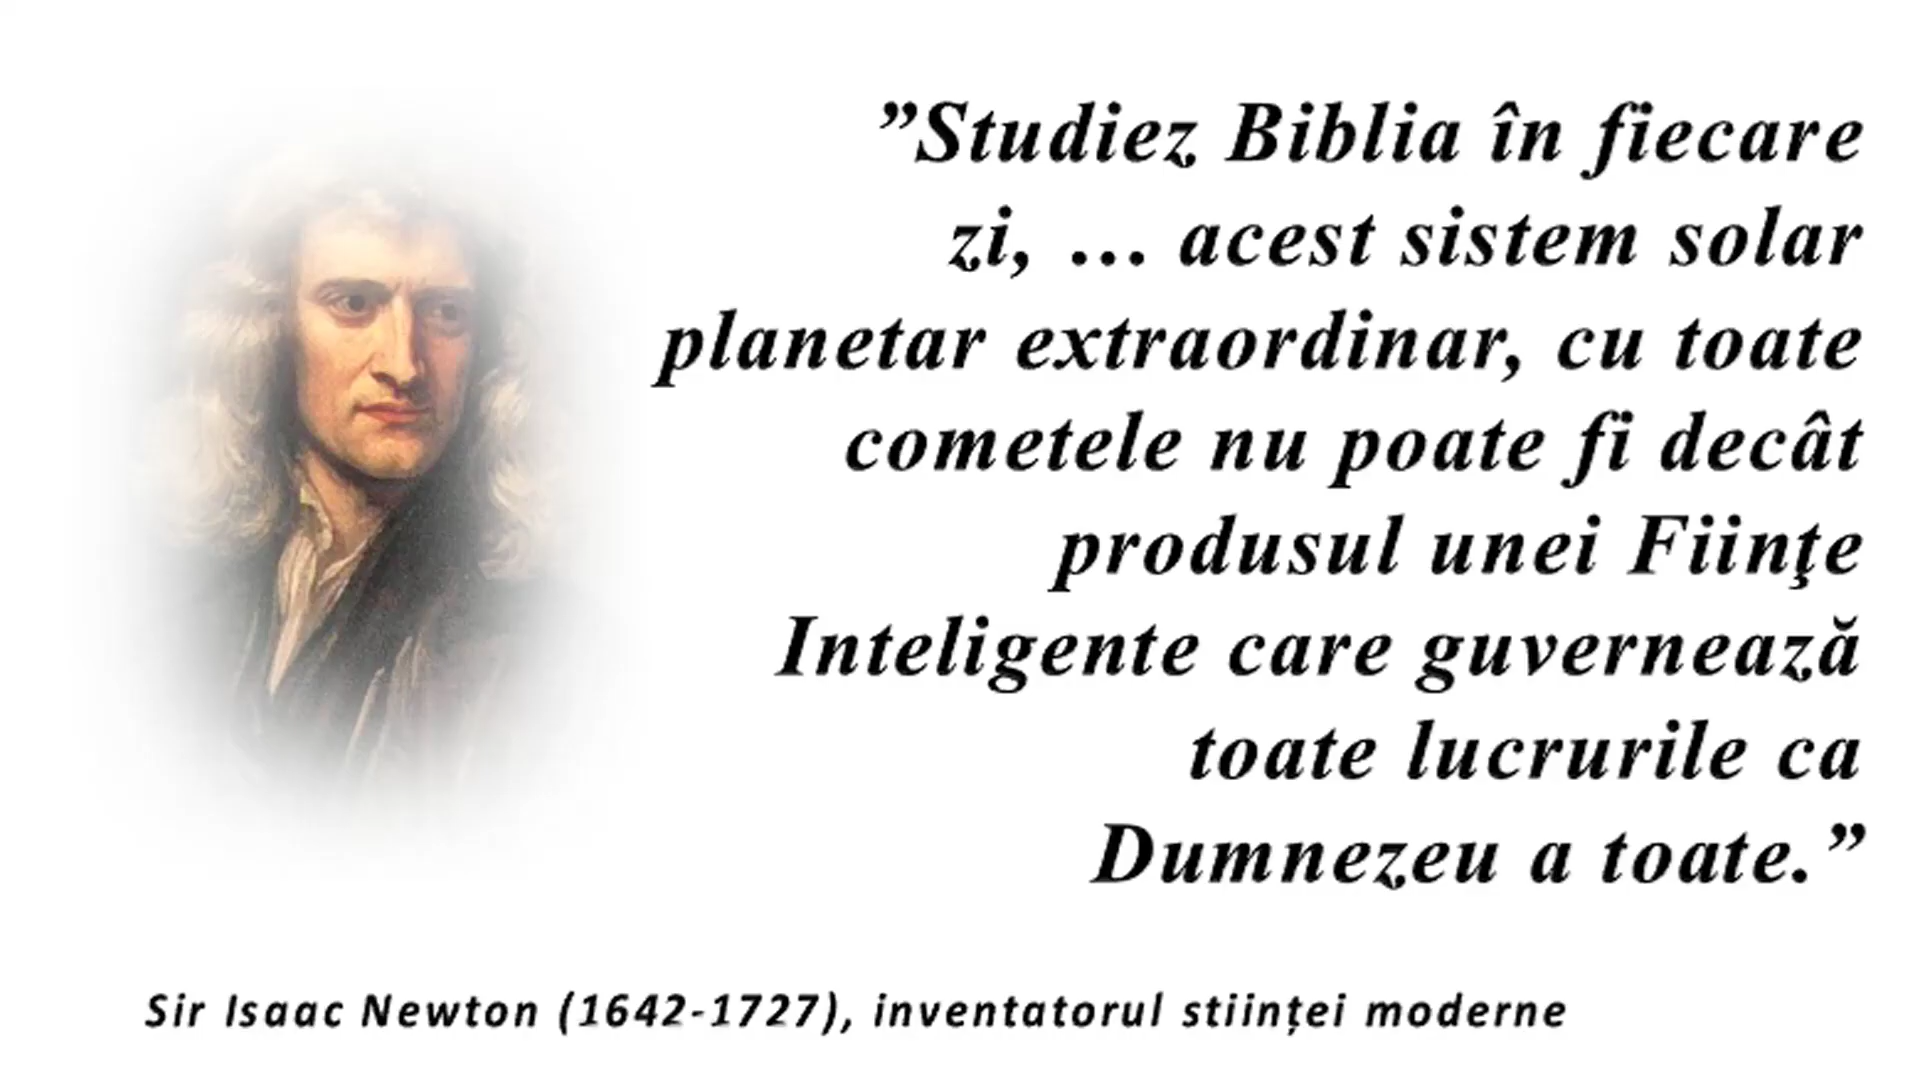 ”Studiez Biblia în fiecare
zi, … acest sistem solar
planetar extraordinar, cu toate
cometele nu poate fi decât
produsul unei Fiinţe
Inteligente care guvernează
toate lucrurile ca
Dumnezeu a toate.”
Sir Isaac Newton (1642-1727), inventatorul stiinței moderne